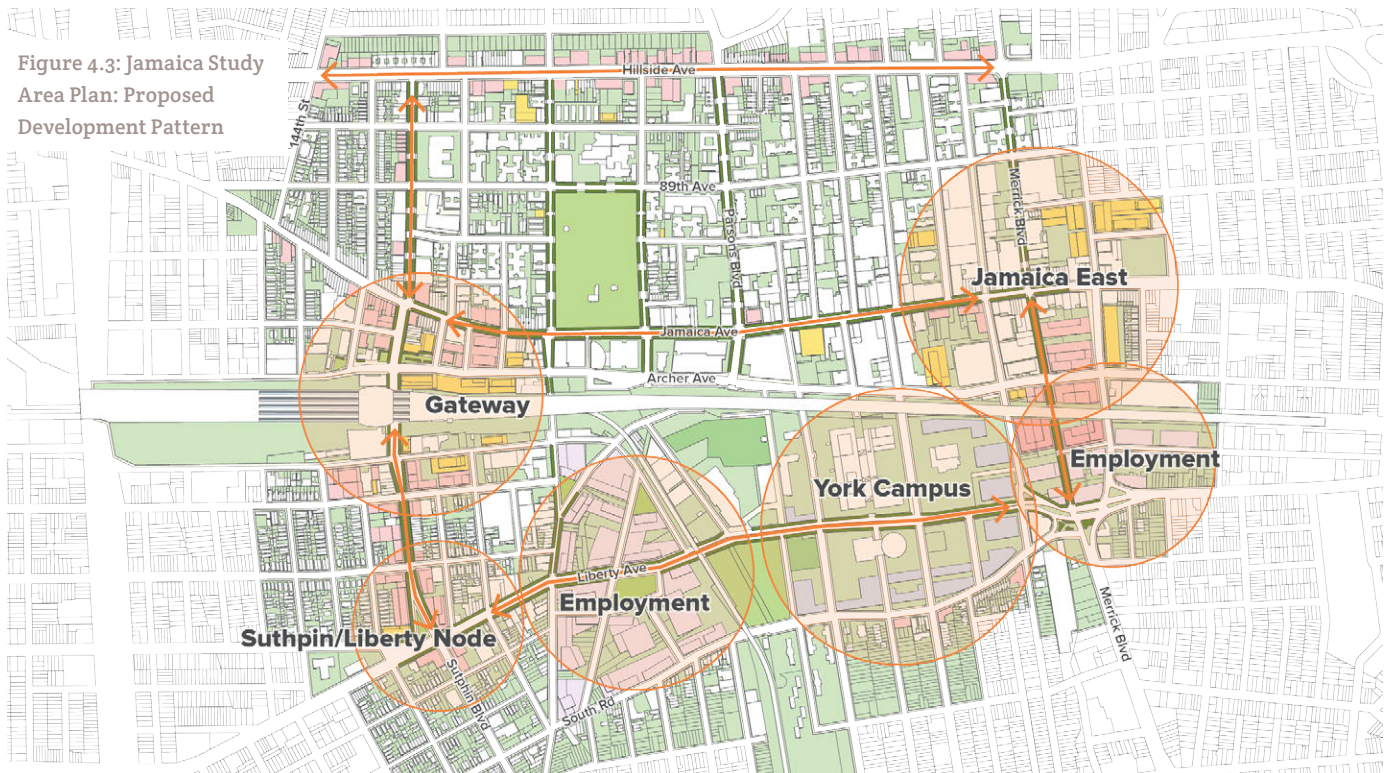 Figure 4.3: Jamaica Study
Area Plan: Proposed
Development Pattern
Hillside Ave
144th St
89th Ave
Parsons Blvd
Merrick Blvd
Jamaica East
Jamaica Ave
Archer Ave
Gateway
Employment
York Campus
Liberty Ave
Employment
Suthpin/Liberty Node
Sutphin Blvd
South Rd
Merrick Blvd